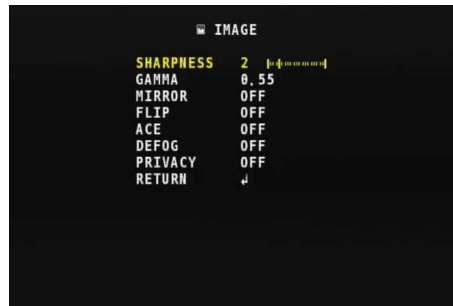 IMAGE
SHARPNESS 2
GAMMA 0.55
MIRROR OFF
FLIP OFF
ACE OFF
DEFOG OFF
PRIVACY OFF
RETURN ↲